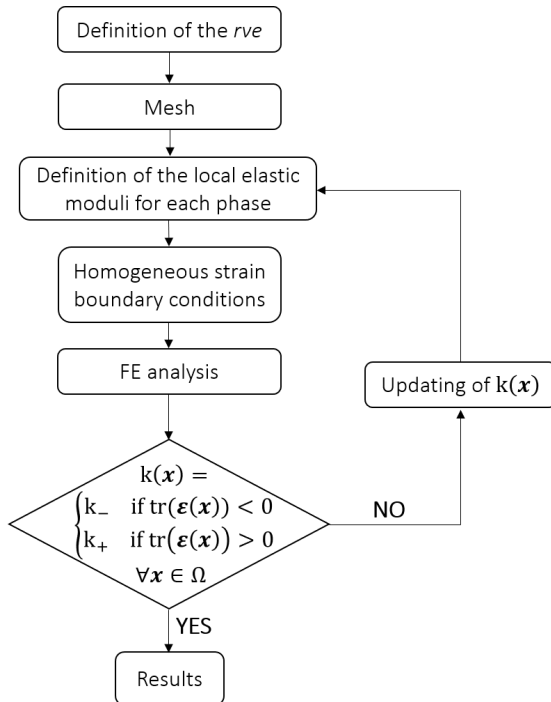 Definition of the rve
Mesh
Definition of the local elastic
moduli for each phase
Homogeneous strain
boundary conditions
FE analysis
Updating of k(𝒙)
k(𝒙) =
{k₋ if tr(𝜺(𝒙)) < 0
k₊ if tr(𝜺(𝒙)) > 0
∀𝒙 ∈ Ω
NO
YES
Results